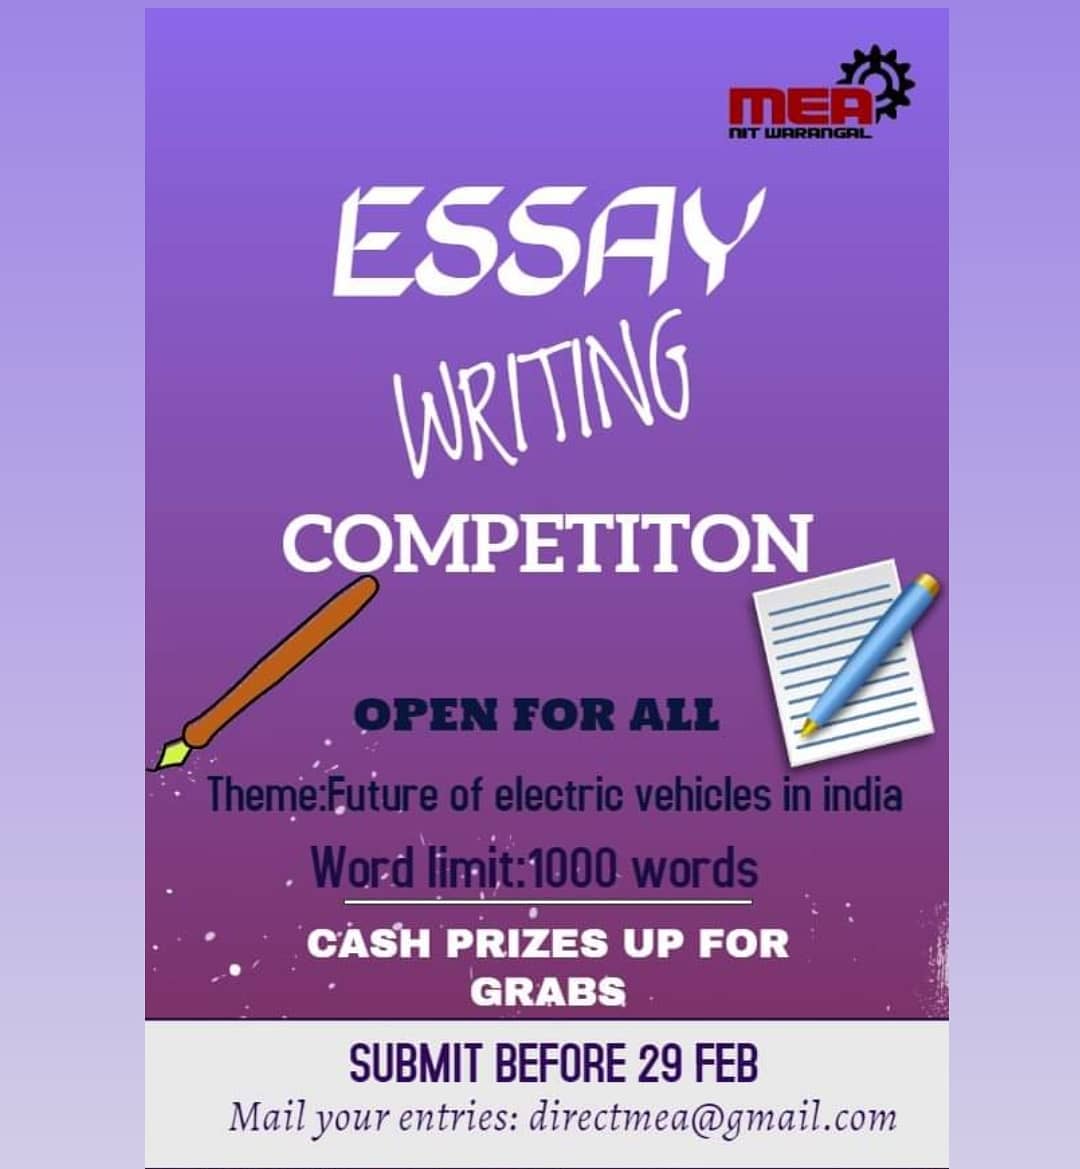 MEA
NIT WARANGAL
ESSAY
WRITING
COMPETITON
OPEN FOR ALL
Theme:Future of electric vehicles in india
Word limit:1000 words
CASH PRIZES UP FOR
GRABS
SUBMIT BEFORE 29 FEB
Mail your entries: directmea@gmail.com